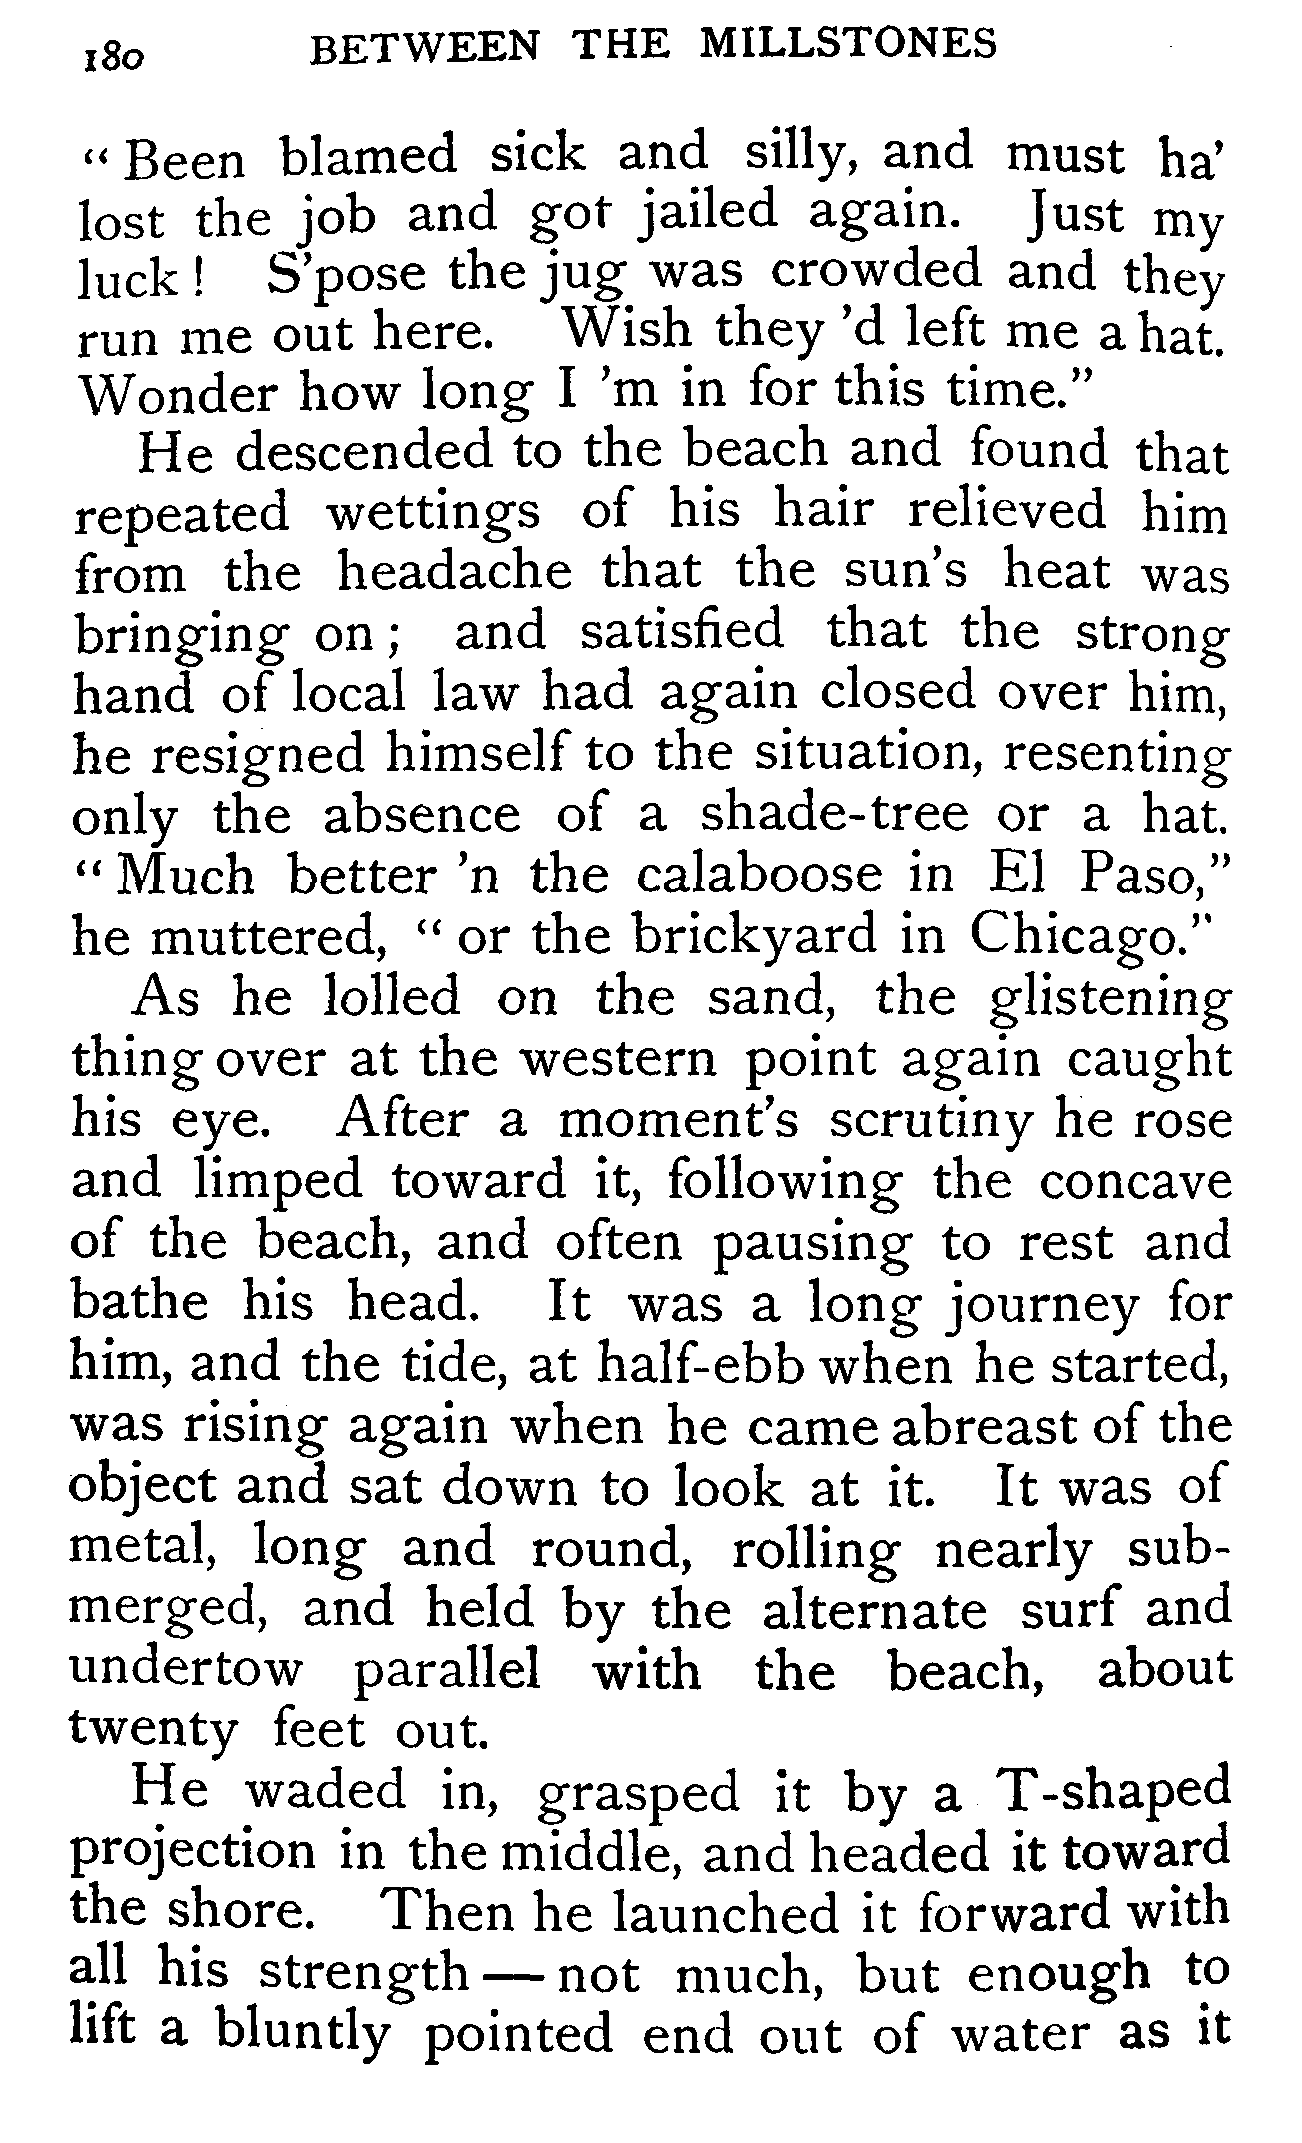 180 BETWEEN THE MILLSTONES
“ Been blamed sick and silly, and must ha’
lost the job and got jailed again. Just my
luck ! S’pose the jug was crowded and they
run me out here. Wish they ’d left me a hat.
Wonder how long I ’m in for this time.”
He descended to the beach and found that
repeated wettings of his hair relieved him
from the headache that the sun’s heat was
bringing on ; and satisfied that the strong
hand of local law had again closed over him,
he resigned himself to the situation, resenting
only the absence of a shade-tree or a hat.
“ Much better ’n the calaboose in El Paso,”
he muttered, “ or the brickyard in Chicago.”
As he lolled on the sand, the glistening
thing over at the western point again caught
his eye. After a moment’s scrutiny he rose
and limped toward it, following the concave
of the beach, and often pausing to rest and
bathe his head. It was a long journey for
him, and the tide, at half-ebb when he started,
was rising again when he came abreast of the
object and sat down to look at it. It was of
metal, long and round, rolling nearly sub-
merged, and held by the alternate surf and
undertow parallel with the beach, about
twenty feet out.
He waded in, grasped it by a T-shaped
projection in the middle, and headed it toward
the shore. Then he launched it forward with
all his strength — not much, but enough to
lift a bluntly pointed end out of water as it